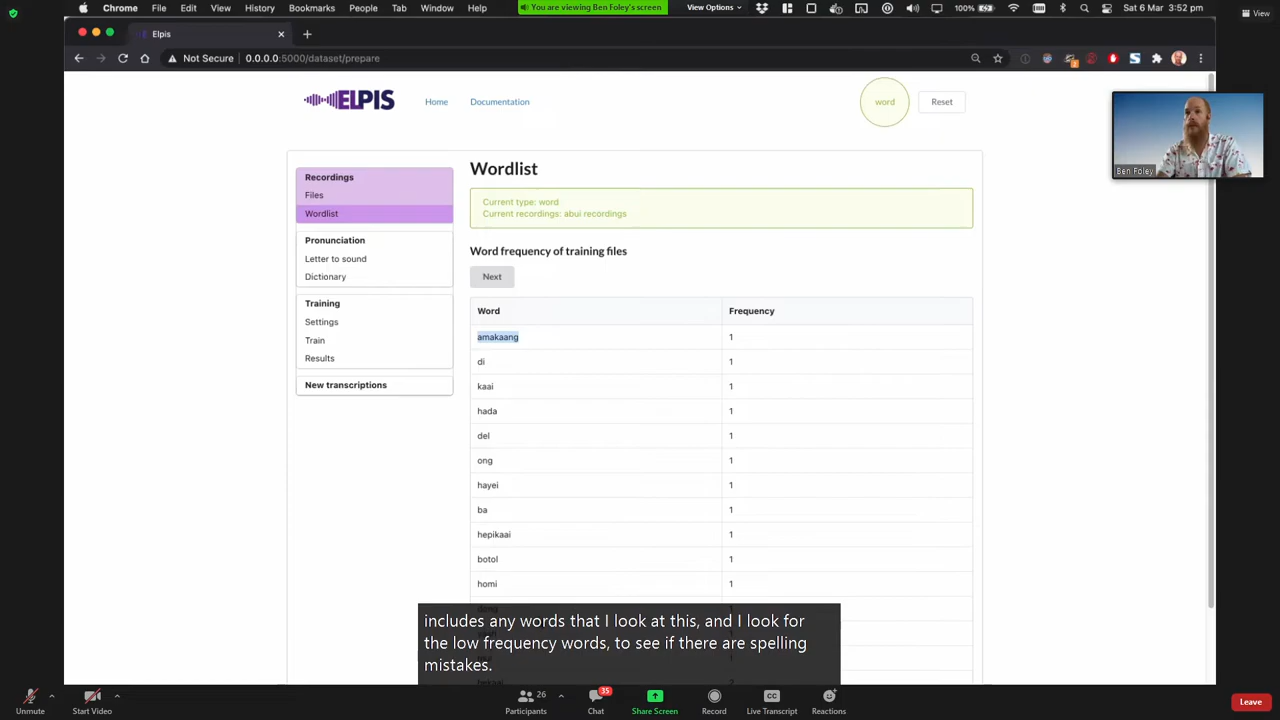 Chrome File Edit View History Bookmarks People Tab Window Help
You are viewing Ben Foley's screen
View Options
100%
Sat 6 Mar 3:52 pm
View
Elpis
Not Secure 0.0.0.0:5000/dataset/prepare
ELPIS
Home
Documentation
word
Reset
Ben Foley
Recordings
Files
Wordlist
Pronunciation
Letter to sound
Dictionary
Training
Settings
Train
Results
New transcriptions
Wordlist
Current type: word
Current recordings: abui recordings
Word frequency of training files
Next
Word Frequency
amakaang 1
di 1
kaai 1
hada 1
del 1
ong 1
hayei 1
ba 1
hepikaai 1
botol 1
homi 1
includes any words that I look at this, and I look for
the low frequency words, to see if there are spelling
mistakes.
Unmute
Start Video
26
Participants
35
Chat
Share Screen
Record
CC
Live Transcript
Reactions
Leave